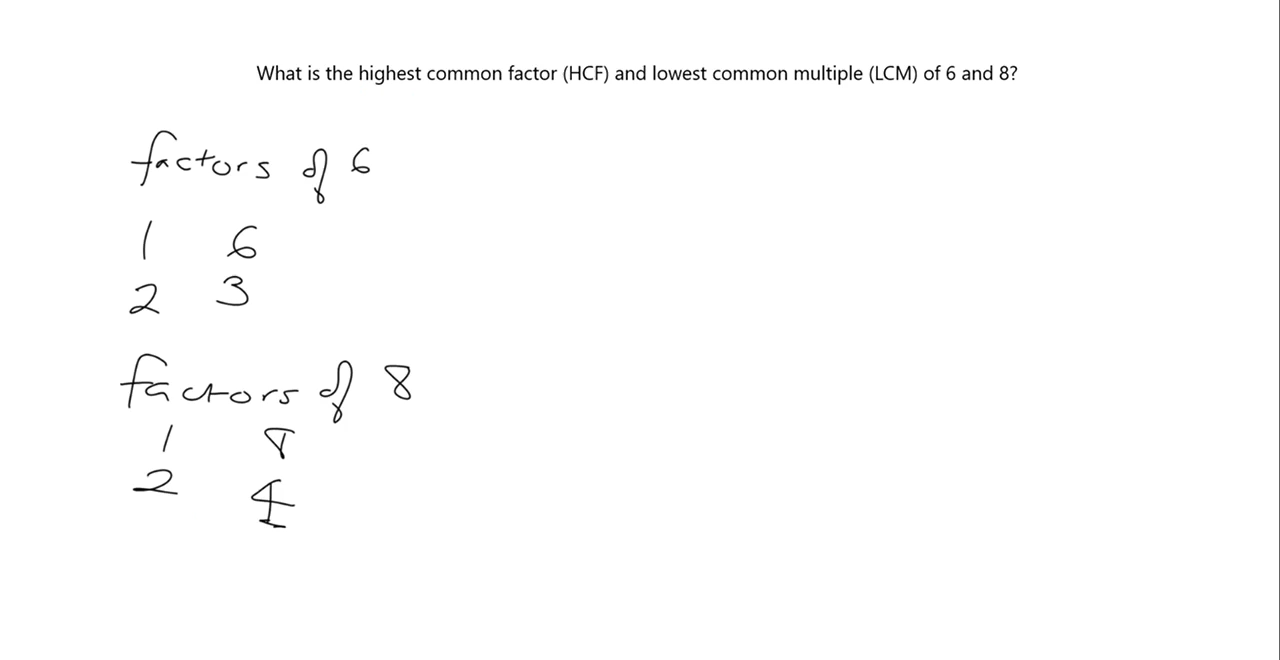 What is the highest common factor (HCF) and lowest common multiple (LCM) of 6 and 8?
factors of 6
1 6
2 3
factors of 8
1 8
2 4